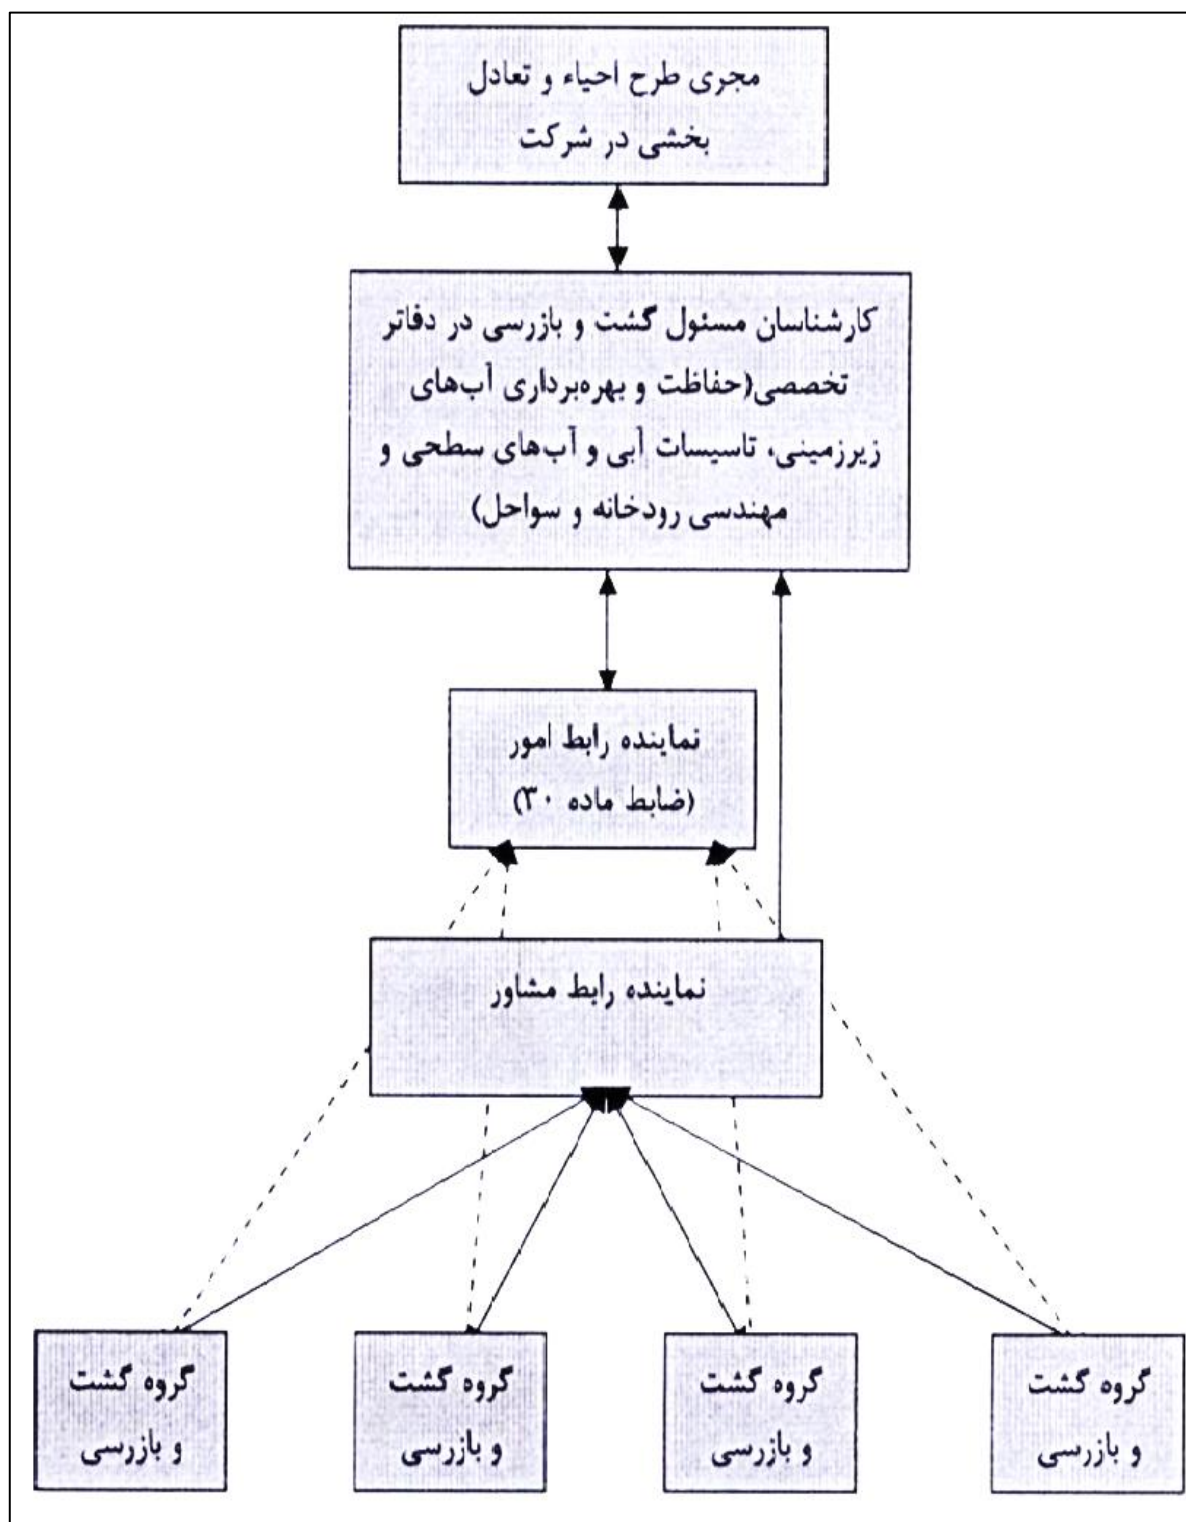 مجری طرح احیاء و تعادل
بخشی در شرکت
کارشناسان مسئول گشت و بازرسی در دفاتر
تخصصی(حفاظت و بهره‌برداری آب‌های
زیرزمینی، تاسیسات آبی و آب‌های سطحی و
مهندسی رودخانه و سواحل)
نماینده رابط امور
(ضابط ماده ۳۰)
نماینده رابط مشاور
گروه گشت
و بازرسی
گروه گشت
و بازرسی
گروه گشت
و بازرسی
گروه گشت
و بازرسی